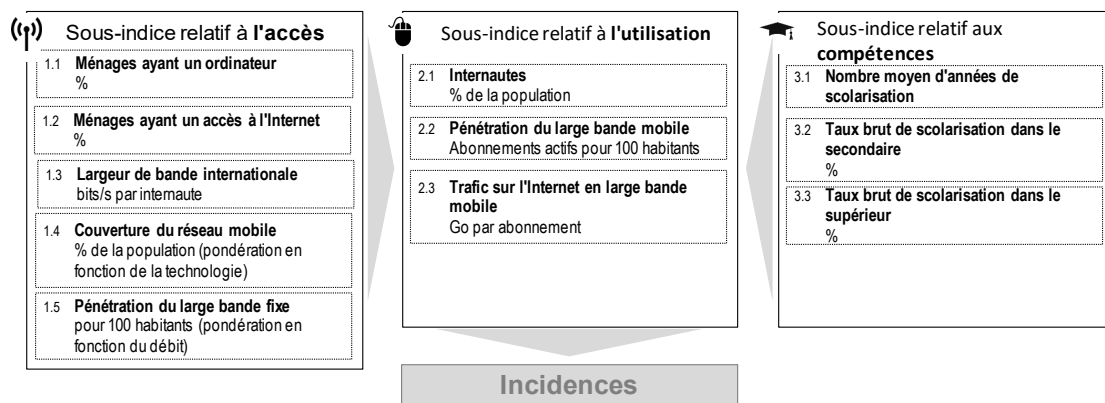 Sous-indice relatif à l'accès
1.1 Ménages ayant un ordinateur
%
1.2 Ménages ayant un accès à l'Internet
%
1.3 Largeur de bande internationale
bits/s par internaute
1.4 Couverture du réseau mobile
% de la population (pondération en
fonction de la technologie)
1.5 Pénétration du large bande fixe
pour 100 habitants (pondération en
fonction du débit)
Sous-indice relatif à l'utilisation
2.1 Internautes
% de la population
2.2 Pénétration du large bande mobile
Abonnements actifs pour 100 habitants
2.3 Trafic sur l'Internet en large bande
mobile
Go par abonnement
Sous-indice relatif aux
compétences
3.1 Nombre moyen d'années de
scolarisation
3.2 Taux brut de scolarisation dans le
secondaire
%
3.3 Taux brut de scolarisation dans le
supérieur
%
Incidences